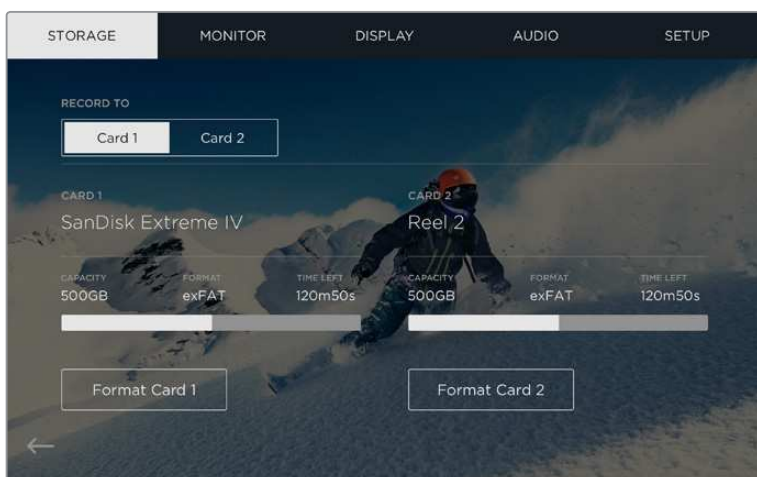 STORAGE MONITOR DISPLAY AUDIO SETUP
RECORD TO
Card 1 Card 2
CARD 1 CARD 2
SanDisk Extreme IV Reel 2
CAPACITY FORMAT TIME LEFT CAPACITY FORMAT TIME LEFT
500GB exFAT 120m50s 500GB exFAT 120m50s
Format Card 1 Format Card 2